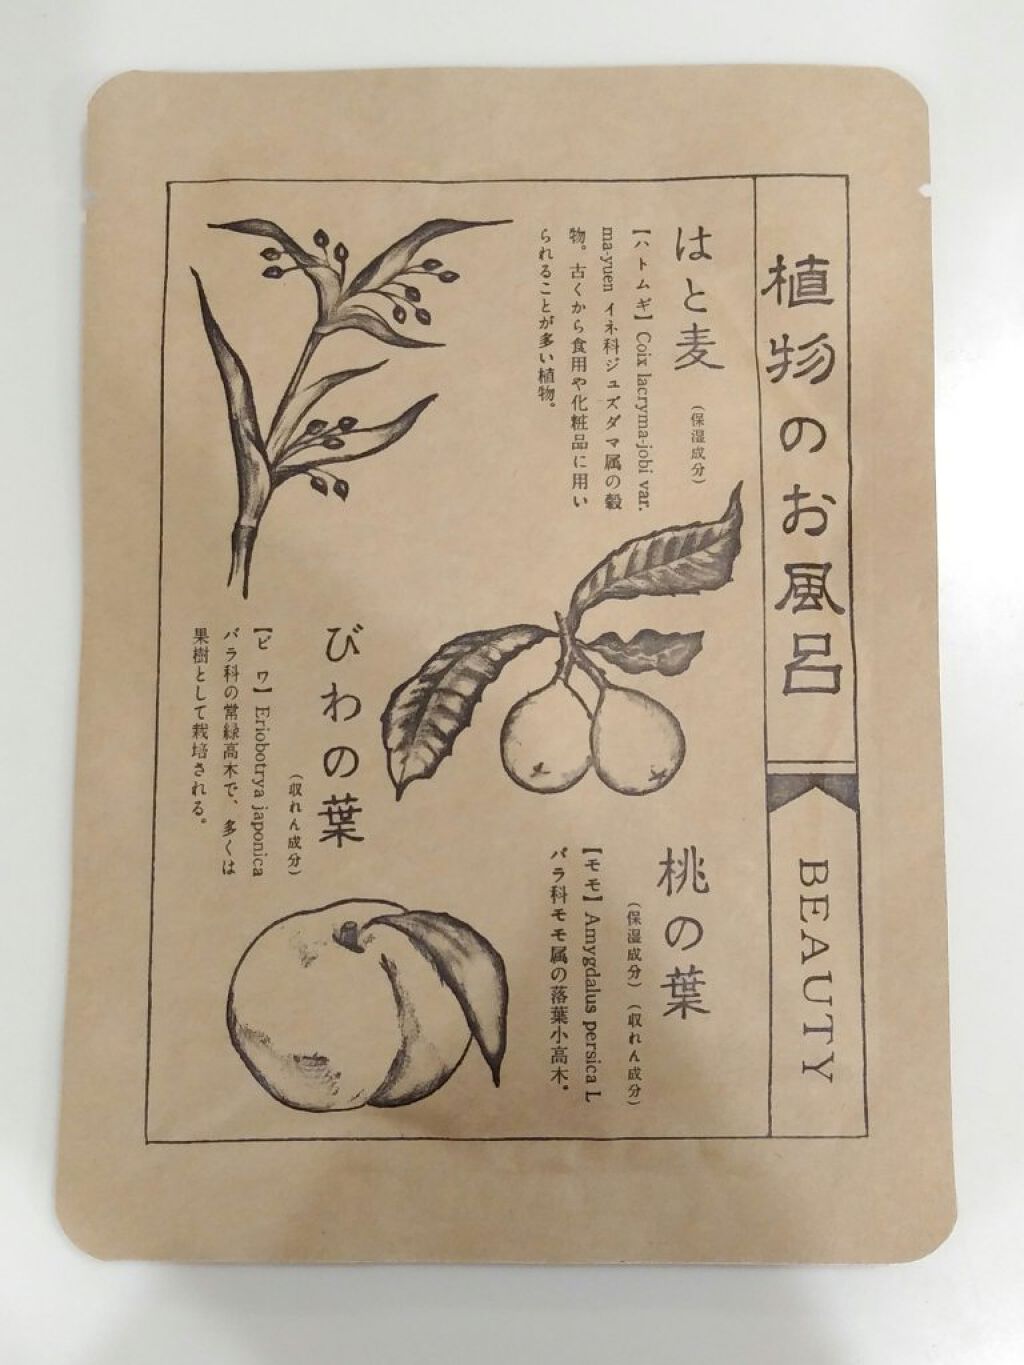 植物のお風呂
BEAUTY
はと麦
（保湿成分）
【ハトムギ】Coix lacryma-jobi var.
ma-yuen イネ科ジュズダマ属の穀
物。古くから食用や化粧品に用い
られることが多い植物。
桃の葉
（保湿成分）（収れん成分）
【モモ】Amygdalus persica L
バラ科モモ属の落葉小高木。
びわの葉
（収れん成分）
【ビワ】Eriobotrya japonica
バラ科の常緑高木で、多くは
果樹として栽培される。